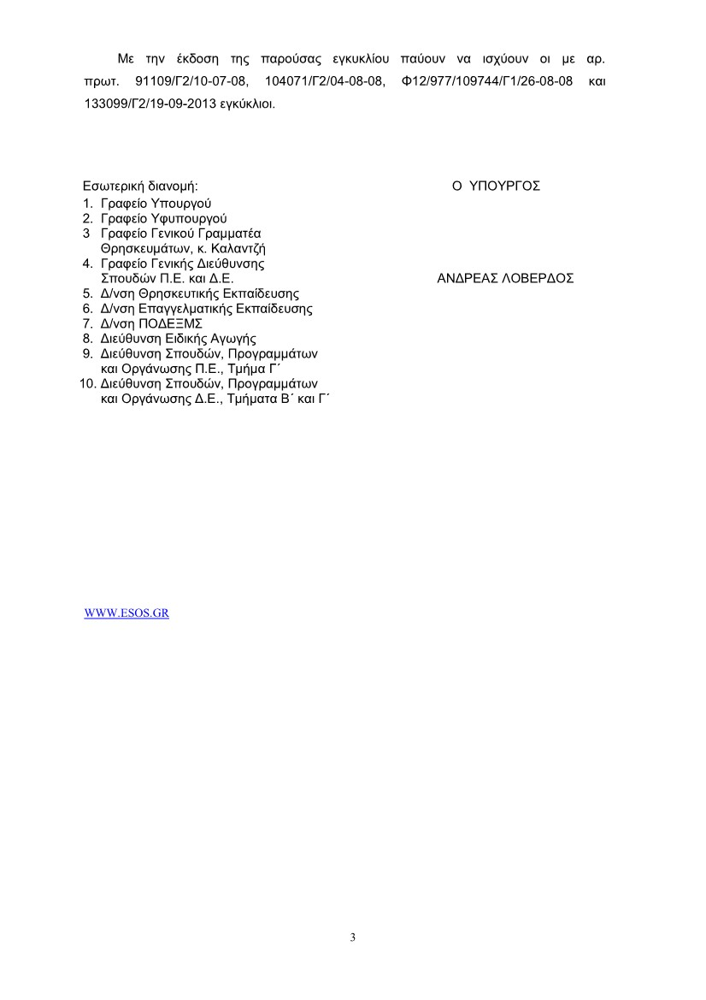 Με την έκδοση της παρούσας εγκυκλίου παύουν να ισχύουν οι με αρ.
πρωτ. 91109/Γ2/10-07-08, 104071/Γ2/04-08-08, Φ12/977/109744/Γ1/26-08-08 και
133099/Γ2/19-09-2013 εγκύκλιοι.
Εσωτερική διανομή:
1. Γραφείο Υπουργού
2. Γραφείο Υφυπουργού
3 Γραφείο Γενικού Γραμματέα
Θρησκευμάτων, κ. Καλαντζή
4. Γραφείο Γενικής Διεύθυνσης
Σπουδών Π.Ε. και Δ.Ε.
5. Δ/νση Θρησκευτικής Εκπαίδευσης
6. Δ/νση Επαγγελματικής Εκπαίδευσης
7. Δ/νση ΠΟΔΕΞΜΣ
8. Διεύθυνση Ειδικής Αγωγής
9. Διεύθυνση Σπουδών, Προγραμμάτων
και Οργάνωσης Π.Ε., Τμήμα Γ΄
10. Διεύθυνση Σπουδών, Προγραμμάτων
και Οργάνωσης Δ.Ε., Τμήματα Β΄ και Γ΄
Ο ΥΠΟΥΡΓΟΣ
ΑΝΔΡΕΑΣ ΛΟΒΕΡΔΟΣ
WWW.ESOS.GR
3